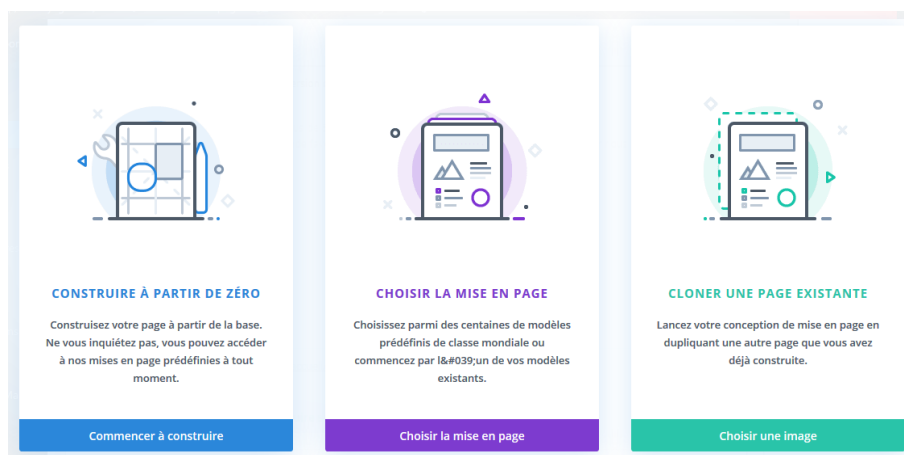 CONSTRUIRE À PARTIR DE ZÉRO
Construisez votre page à partir de la base.
Ne vous inquiétez pas, vous pouvez accéder
à nos mises en page prédéfinies à tout
moment.
Commencer à construire
CHOISIR LA MISE EN PAGE
Choisissez parmi des centaines de modèles
prédéfinis de classe mondiale ou
commencez par l&#039;un de vos modèles
existants.
Choisir la mise en page
CLONER UNE PAGE EXISTANTE
Lancez votre conception de mise en page en
dupliquant une autre page que vous avez
déjà construite.
Choisir une image